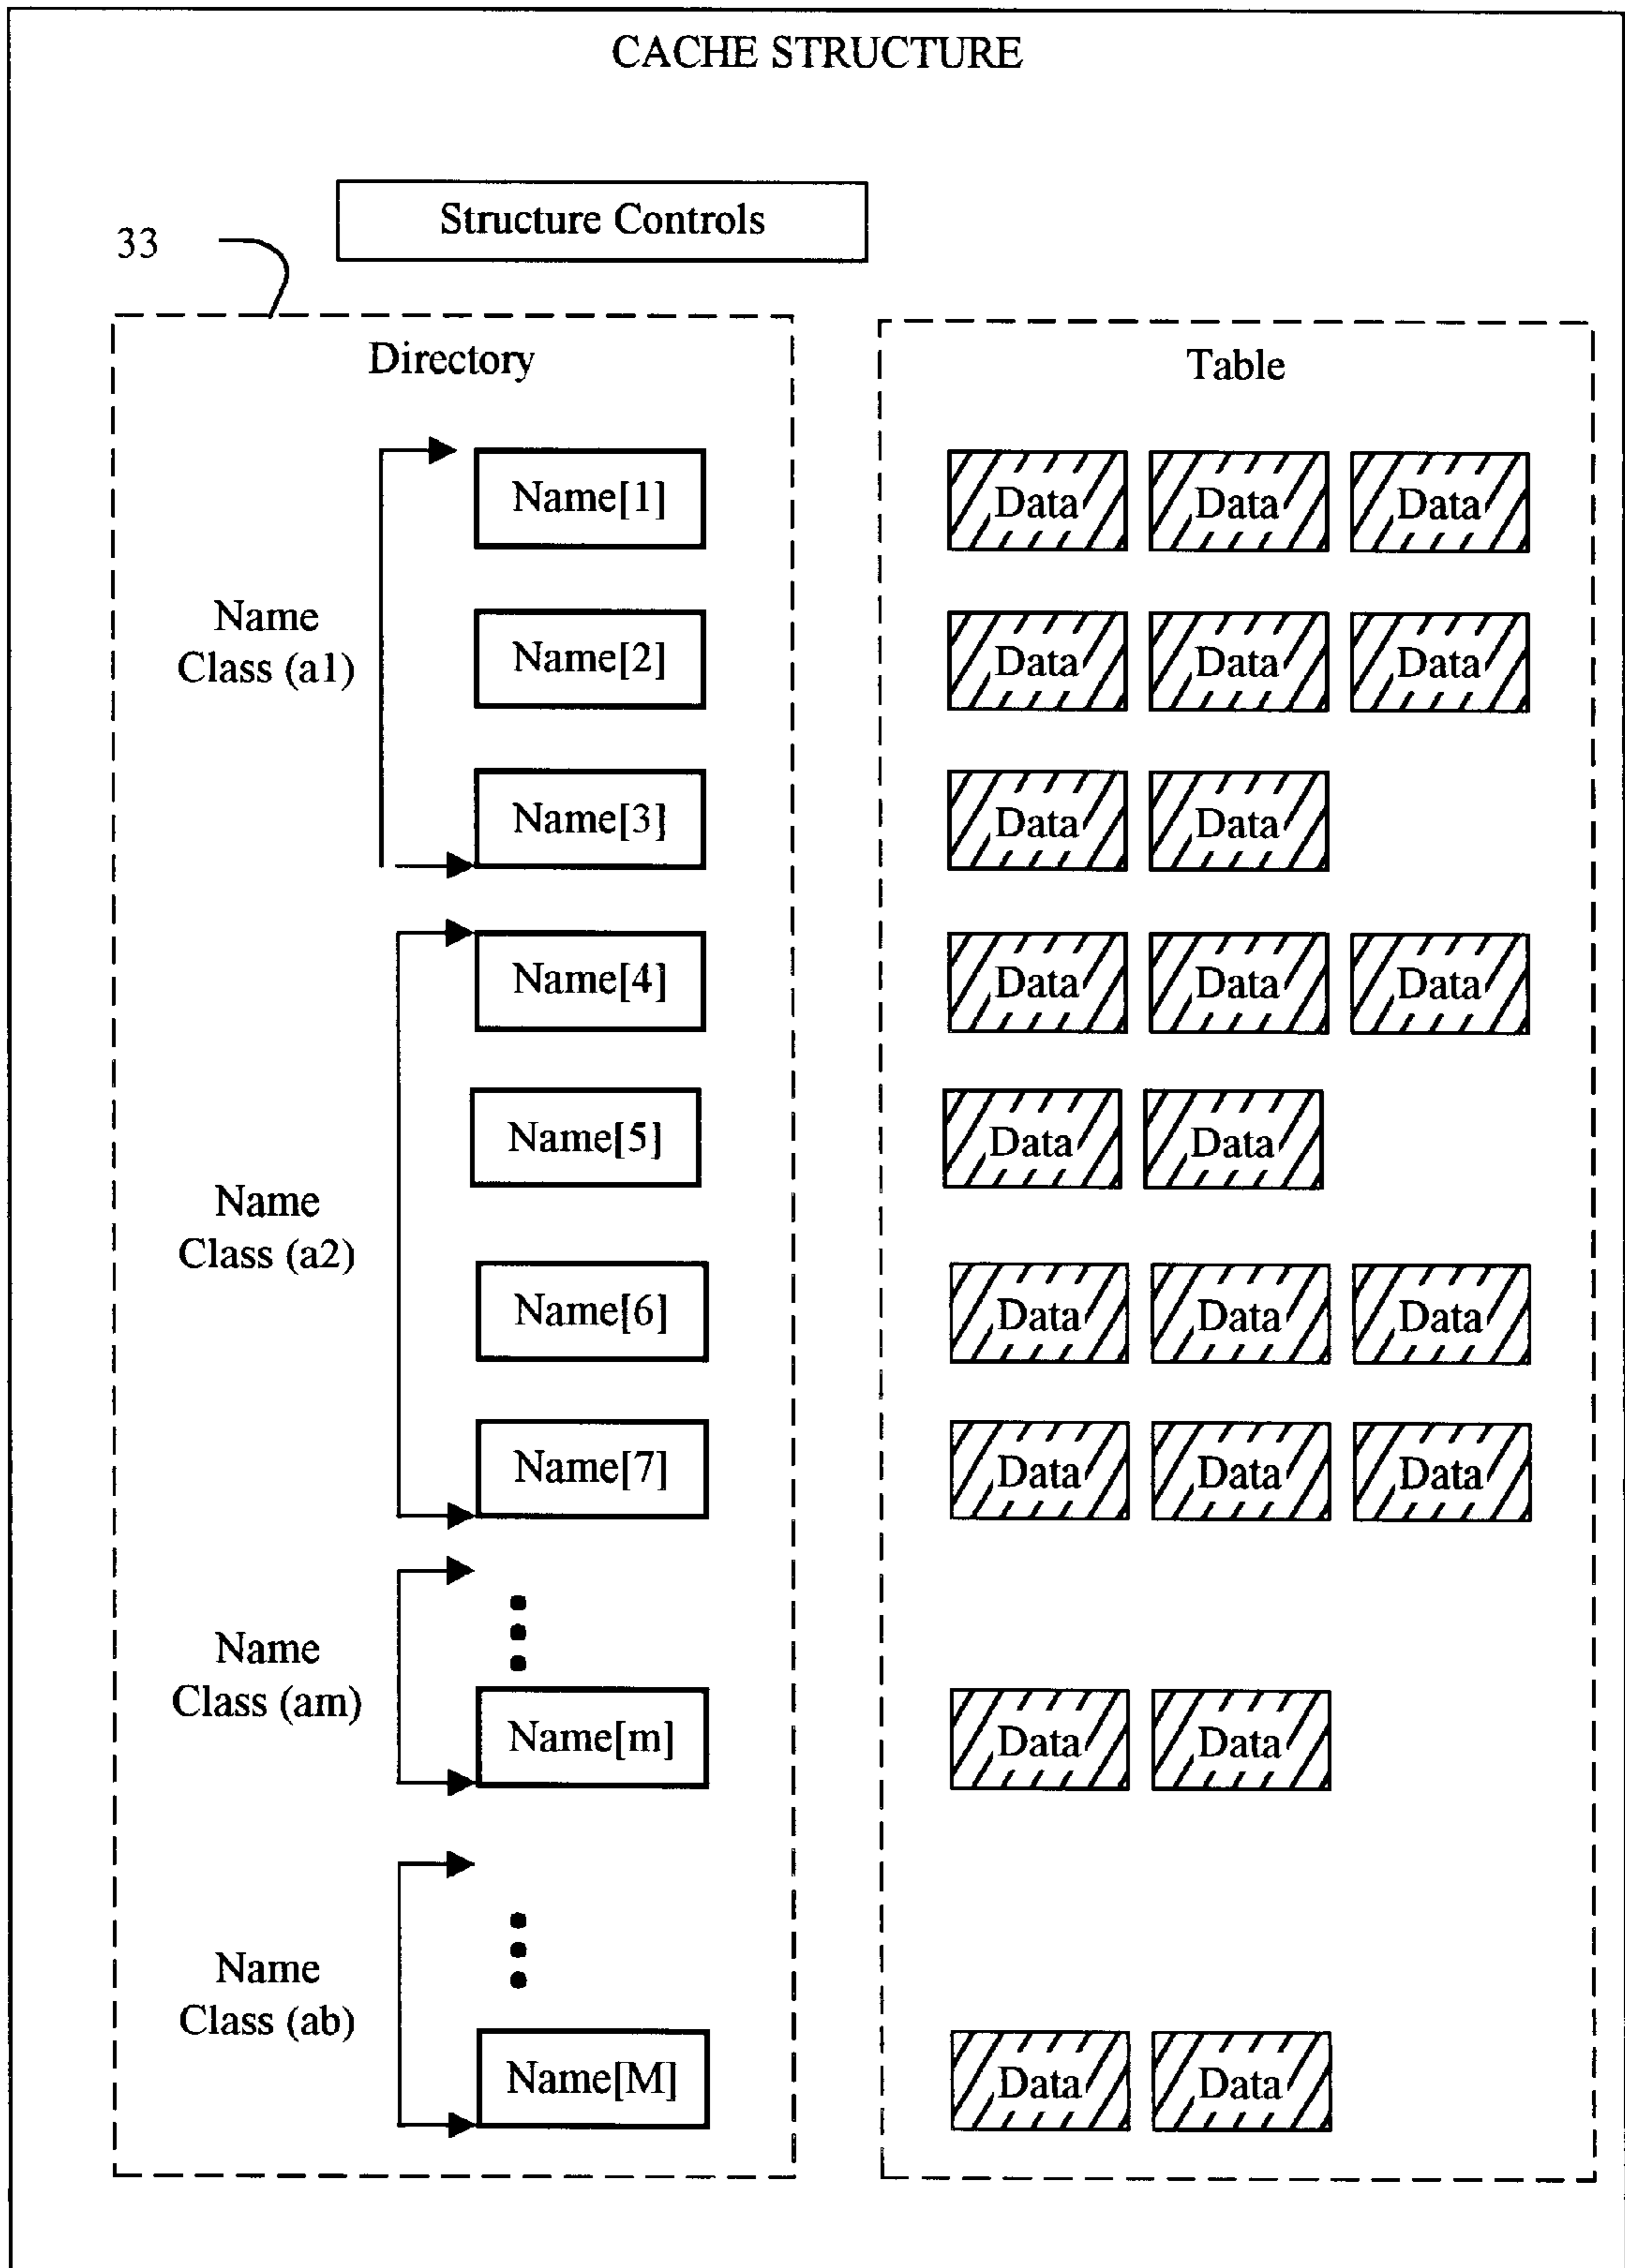 CACHE STRUCTURE
Structure Controls
33
Directory
Table
Name[1]
Data Data Data
Name
Class (a1)
Name[2]
Data Data Data
Name[3]
Data Data
Name[4]
Data Data Data
Name[5]
Data Data
Name
Class (a2)
Name[6]
Data Data Data
Name[7]
Data Data Data
Name
Class (am)
Name[m]
Data Data
Name
Class (ab)
Name[M]
Data Data